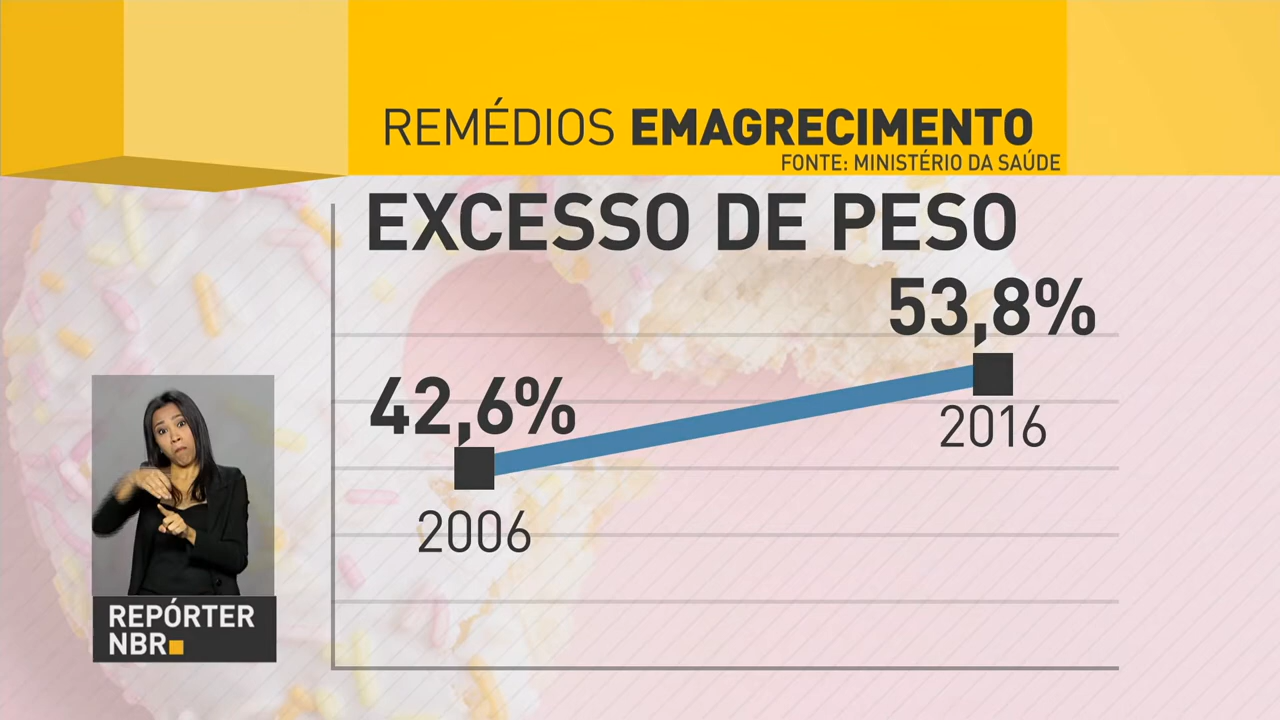 REMÉDIOS EMAGRECIMENTO
FONTE: MINISTÉRIO DA SAÚDE
EXCESSO DE PESO
53,8%
42,6%
2016
2006
REPÓRTER
NBR